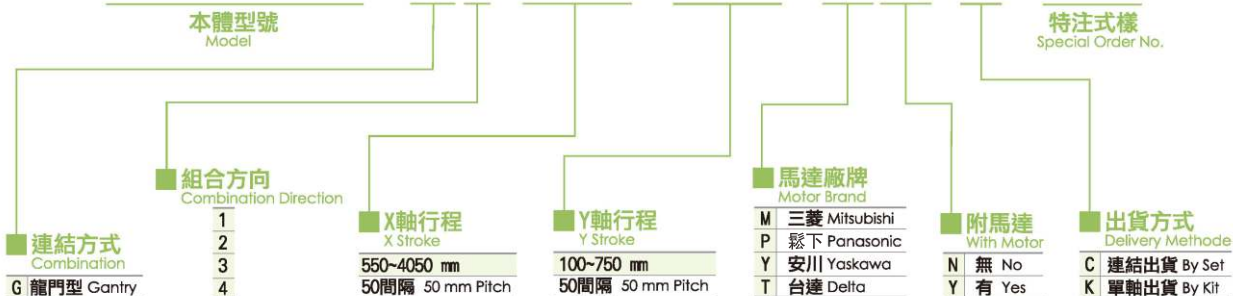 本體型號
Model
特注式樣
Special Order No.
組合方向
Combination Direction
1
2
3
4
馬達廠牌
Motor Brand
M 三菱 Mitsubishi
P 鬆下 Panasonic
Y 安川 Yaskawa
T 台達 Delta
X軸行程
X Stroke
550~4050 mm
50間隔 50 mm Pitch
Y軸行程
Y Stroke
100~750 mm
50間隔 50 mm Pitch
附馬達
With Motor
N 無 No
Y 有 Yes
出貨方式
Delivery Methode
C 連結出貨 By Set
K 單軸出貨 By Kit
連結方式
Combination
G 龍門型 Gantry